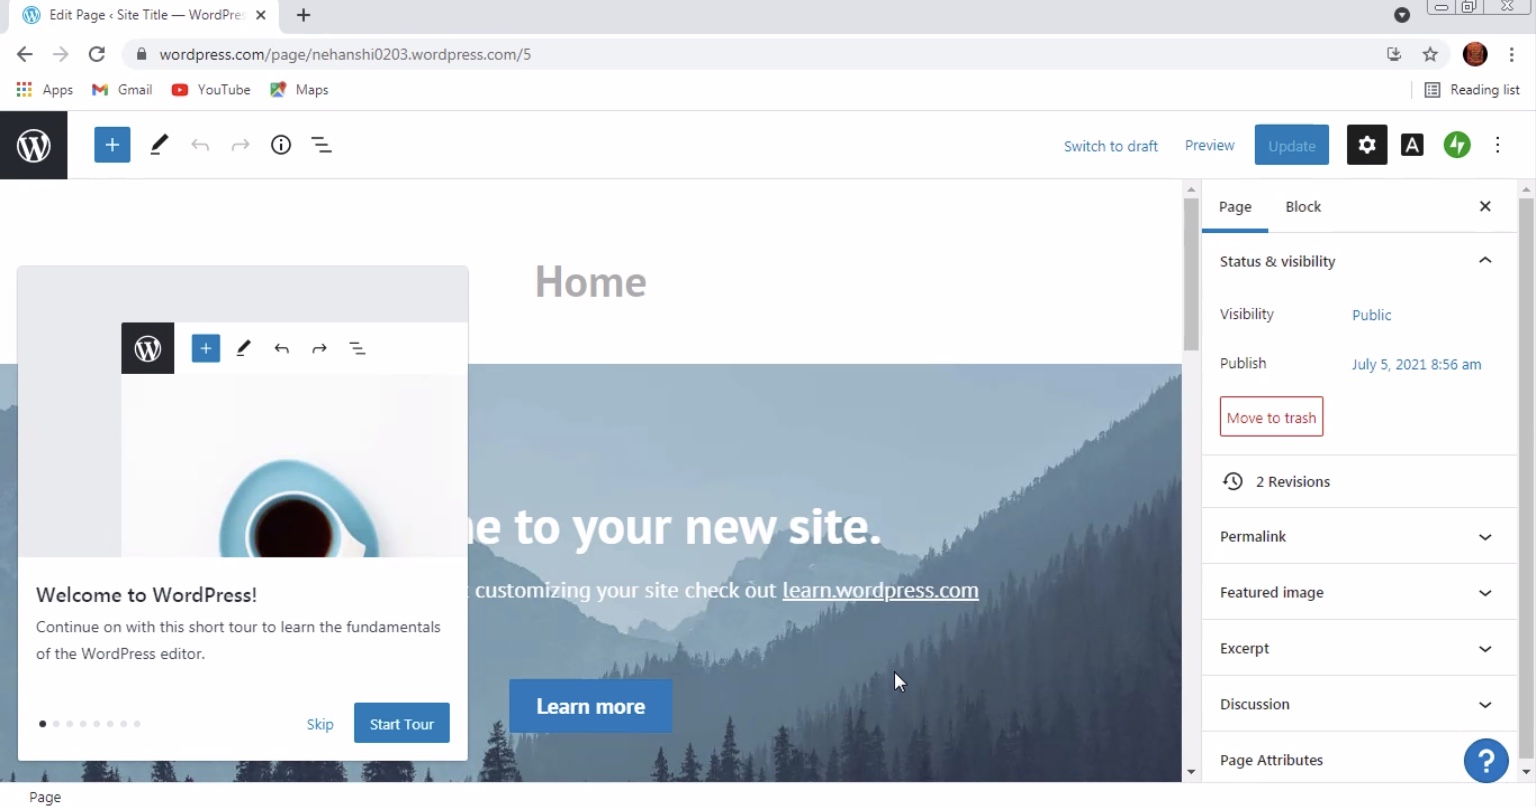 Edit Page ‹ Site Title — WordPres
wordpress.com/page/nehanshi0203.wordpress.com/5
Apps Gmail YouTube Maps Reading list
Switch to draft Preview Update A
Page Block
Home
Status & visibility
Visibility Public
Publish July 5, 2021 8:56 am
Move to trash
2 Revisions
Permalink
Featured image
Excerpt
Discussion
Page Attributes
e to your new site.
customizing your site check out learn.wordpress.com
Learn more
Welcome to WordPress!
Continue on with this short tour to learn the fundamentals
of the WordPress editor.
Skip Start Tour
?
Page